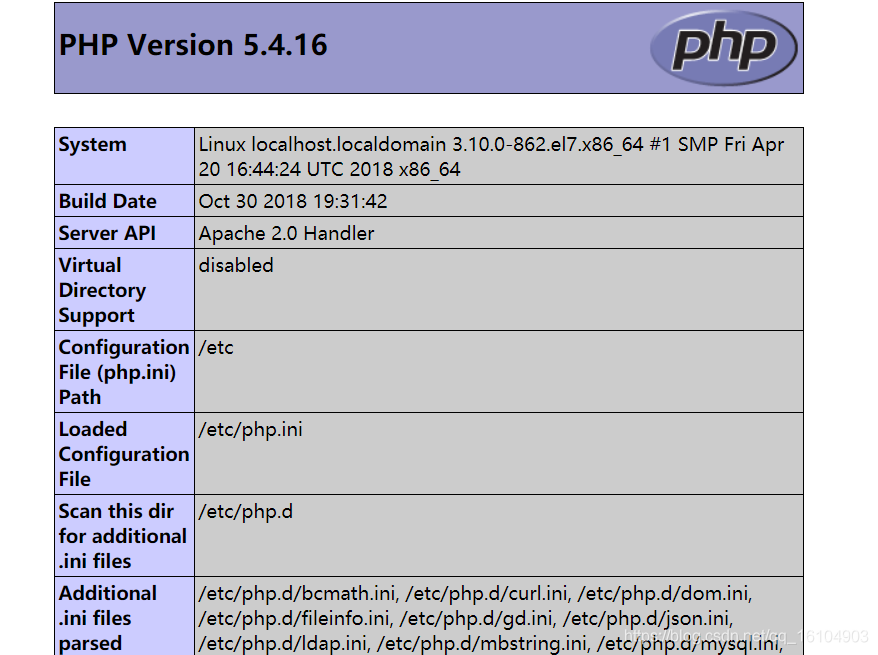 PHP Version 5.4.16
php
System
Linux localhost.localdomain 3.10.0-862.el7.x86_64 #1 SMP Fri Apr
20 16:44:24 UTC 2018 x86_64
Build Date
Oct 30 2018 19:31:42
Server API
Apache 2.0 Handler
Virtual
Directory
Support
disabled
Configuration
File (php.ini)
Path
/etc
Loaded
Configuration
File
/etc/php.ini
Scan this dir
for additional
.ini files
/etc/php.d
Additional
.ini files
parsed
/etc/php.d/bcmath.ini, /etc/php.d/curl.ini, /etc/php.d/dom.ini,
/etc/php.d/fileinfo.ini, /etc/php.d/gd.ini, /etc/php.d/json.ini,
/etc/php.d/ldap.ini, /etc/php.d/mbstring.ini, /etc/php.d/mysql.ini,
https://blog.csdn.net/qq_16104903